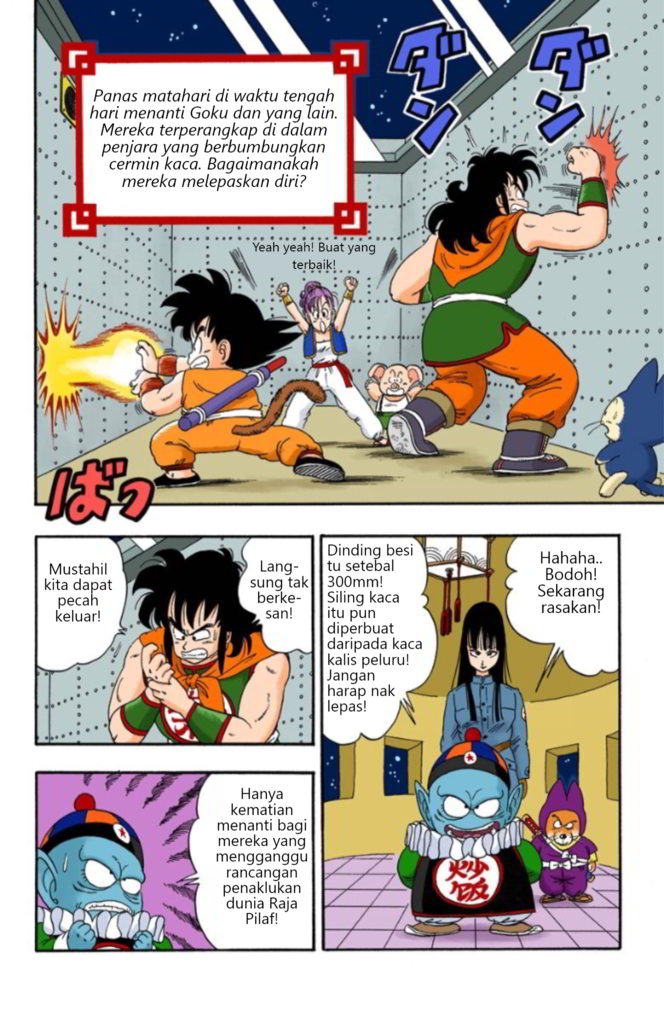 Panas matahari di waktu tengah
hari menanti Goku dan yang lain.
Mereka terperangkap di dalam
penjara yang berbumbungkan
cermin kaca. Bagaimanakah
mereka melepaskan diri?
ダンダン
Yeah yeah! Buat yang
terbaik!
ばっ
Mustahil
kita dapat
pecah
keluar!
Lang-
sung tak
berke-
san!
Dinding besi
tu setebal
300mm!
Siling kaca
itu pun
diperbuat
daripada kaca
kalis peluru!
Jangan
harap nak
lepas!
Hahaha..
Bodoh!
Sekarang
rasakan!
炒飯
Hanya
kematian
menanti bagi
mereka yang
mengganggu
rancangan
penaklukan
dunia Raja
Pilaf!